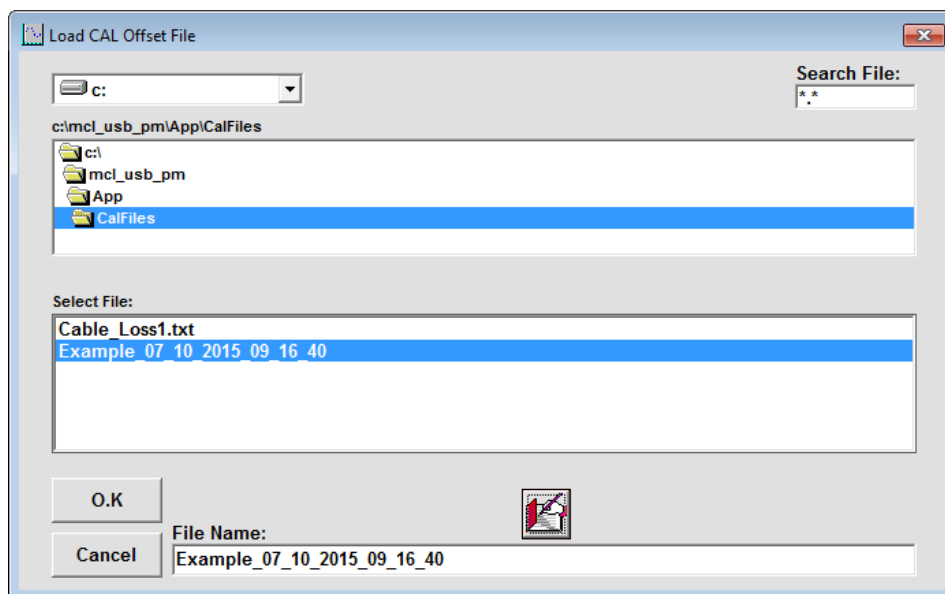 Load CAL Offset File
c:
Search File:
*.*
c:\mcl_usb_pm\App\CalFiles
c:\
mcl_usb_pm
App
CalFiles
Select File:
Cable_Loss1.txt
Example_07_10_2015_09_16_40
O.K
File Name:
Cancel
Example_07_10_2015_09_16_40